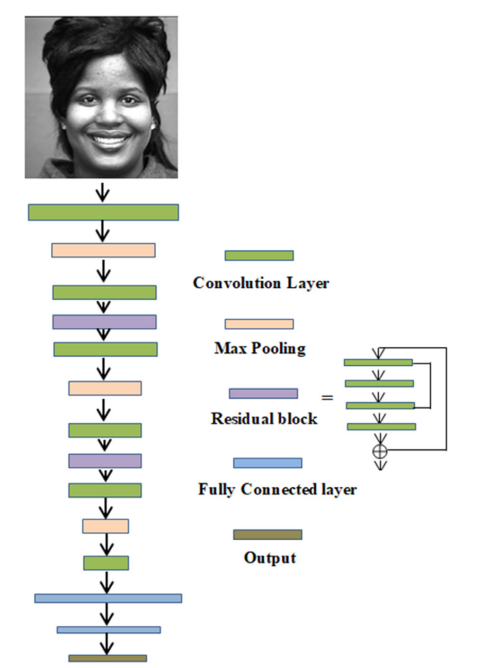 Convolution Layer
Max Pooling
Residual block
=
Fully Connected layer
Output